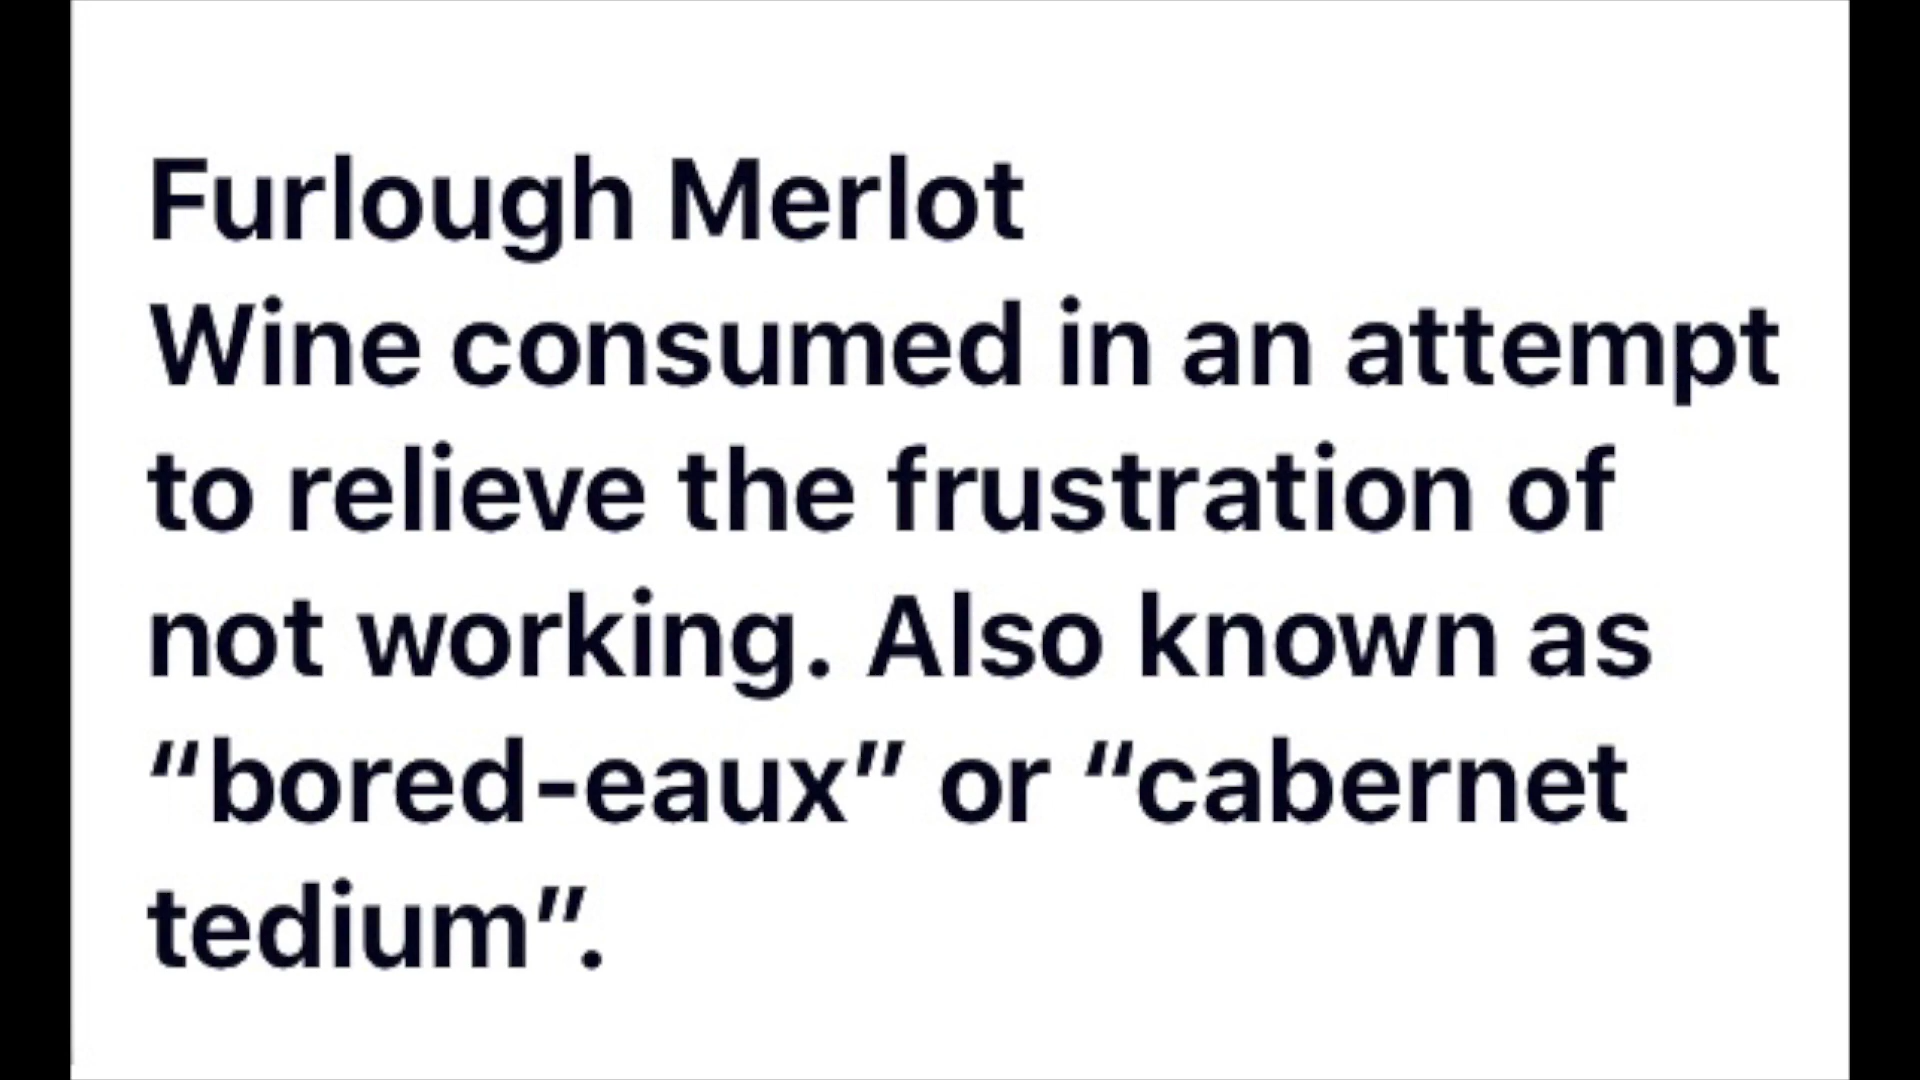 Furlough Merlot
Wine consumed in an attempt
to relieve the frustration of
not working. Also known as
“bored-eaux” or “cabernet
tedium”.